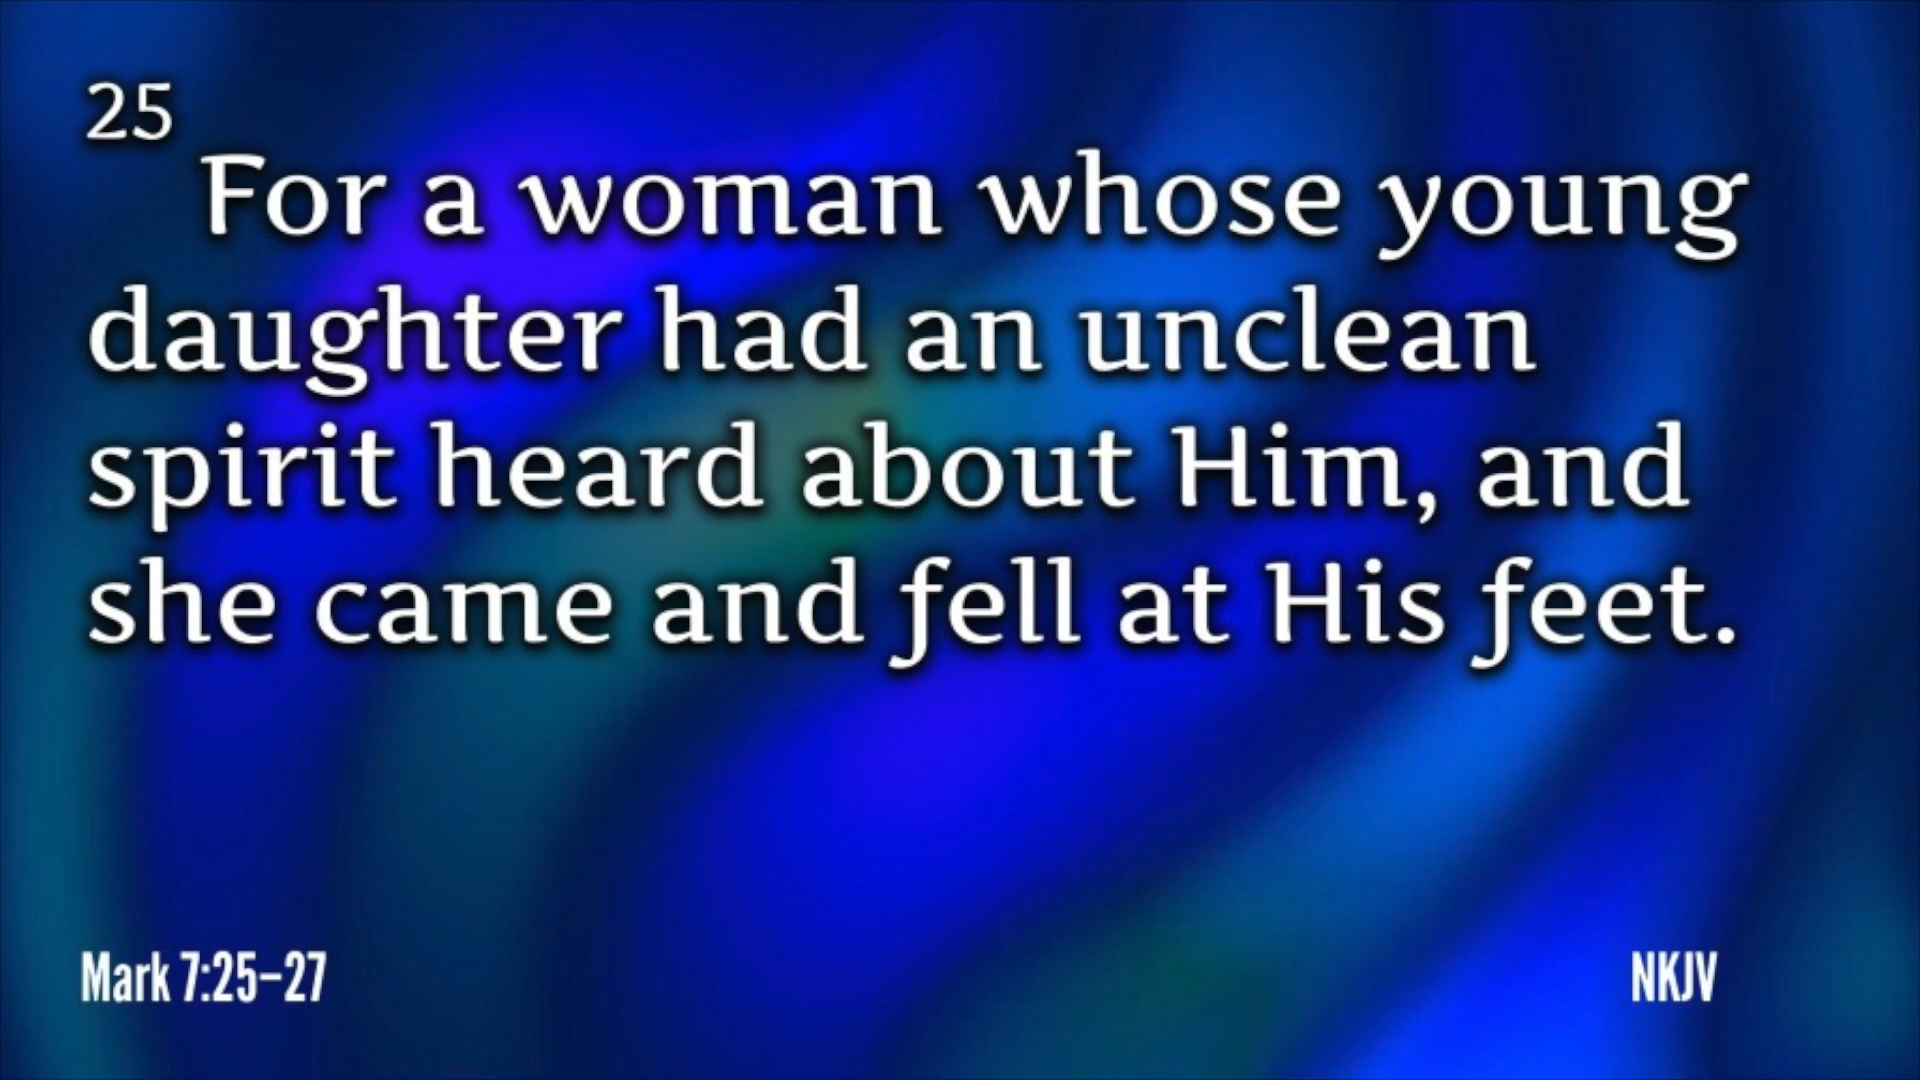 25
For a woman whose young
daughter had an unclean
spirit heard about Him, and
she came and fell at His feet.
Mark 7:25–27
NKJV